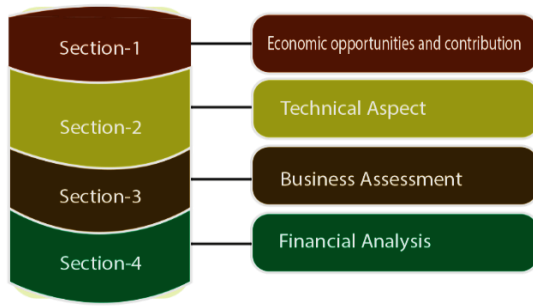 Section-1
Economic opportunities and contribution
Section-2
Technical Aspect
Section-3
Business Assessment
Section-4
Financial Analysis